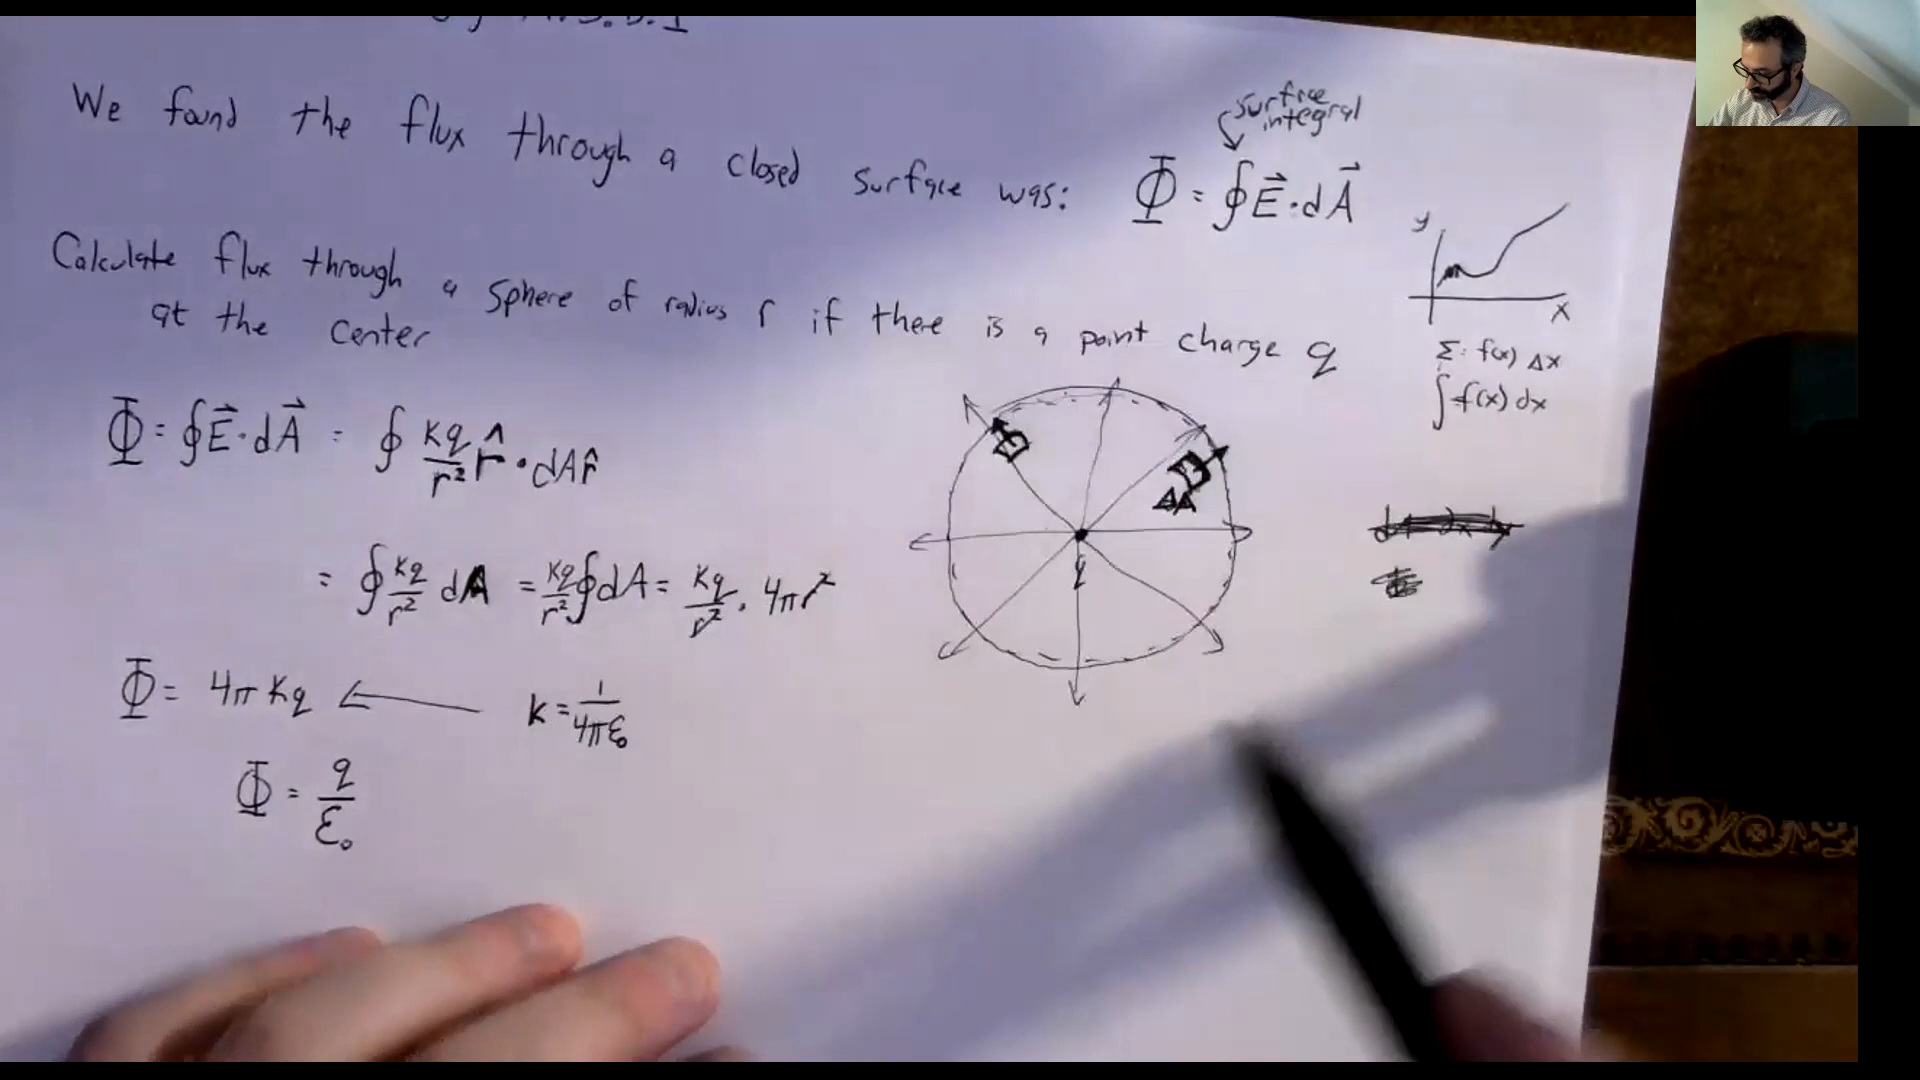 We found the flux through a closed surface was: Φ = ∮E⃗·dA⃗
surface
integral
Calculate flux through a sphere of radius r if there is a point charge q
at the center
y
x
Σ: f(x) Δx
∫f(x) dx
Φ = ∮E⃗·dA⃗ = ∮ kq/r² r̂ · dA r̂
= ∮ kq/r² dA = kq/r² ∮dA = kq/r² · 4πr²
ΔA
q
Φ = 4πkq ← k = 1/4πε₀
Φ = q/ε₀